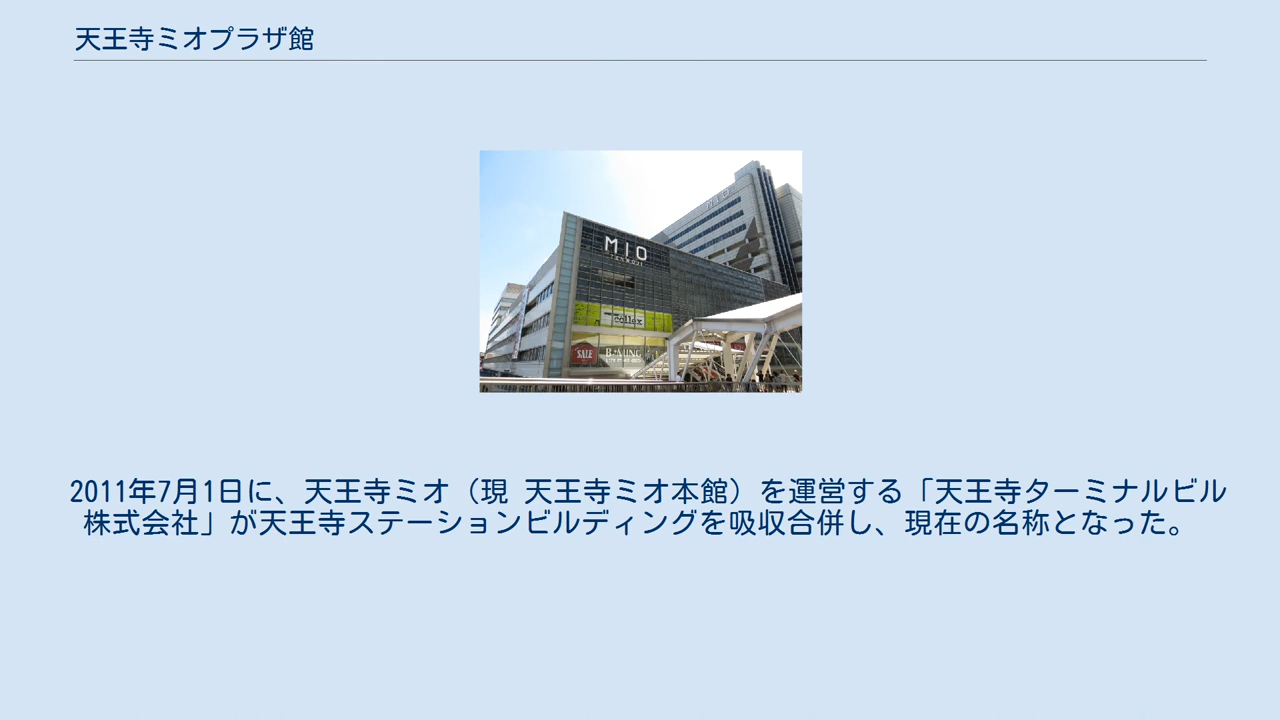 天王寺ミオプラザ館
MIO
MIO
SALE
2011年7月1日に、天王寺ミオ（現 天王寺ミオ本館）を運営する「天王寺ターミナルビル
株式会社」が天王寺ステーションビルディングを吸収合併し、現在の名称となった。